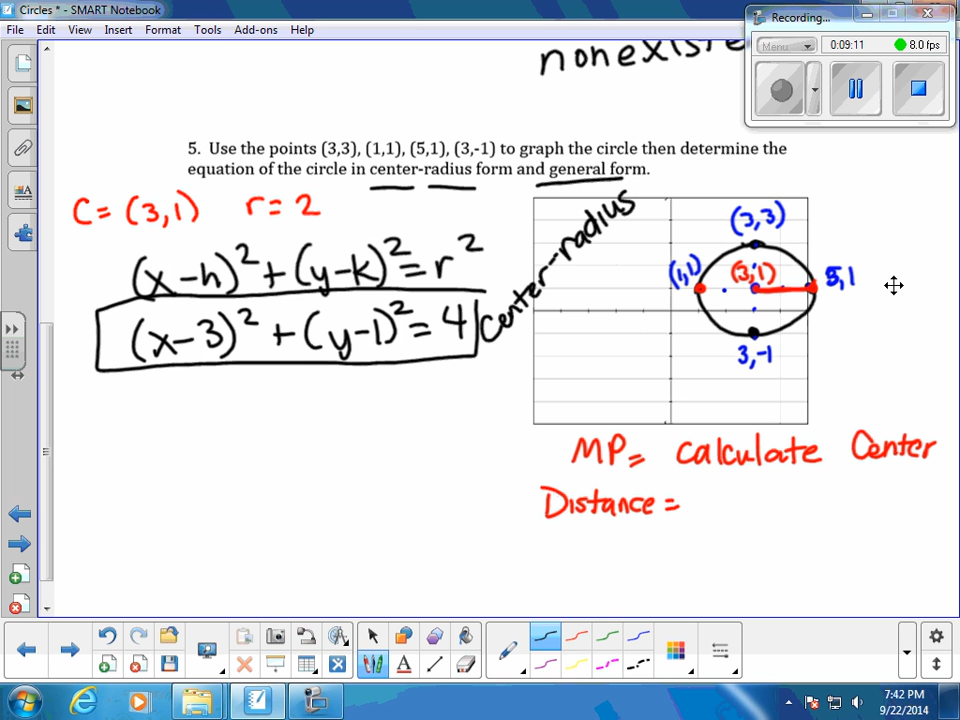 Circles * - SMART Notebook
File Edit View Insert Format Tools Add-ons Help
Recording...
Menu 0:09:11 8.0 fps
5. Use the points (3,3), (1,1), (5,1), (3,-1) to graph the circle then determine the
equation of the circle in center-radius form and general form.
C = (3,1) r = 2
(x-h)² + (y-k)² = r²
(x-3)² + (y-1)² = 4
center-radius
(3,3)
(1,1) (3,1) 5,1
3,-1
MP = calculate Center
Distance =
7:42 PM
9/22/2014